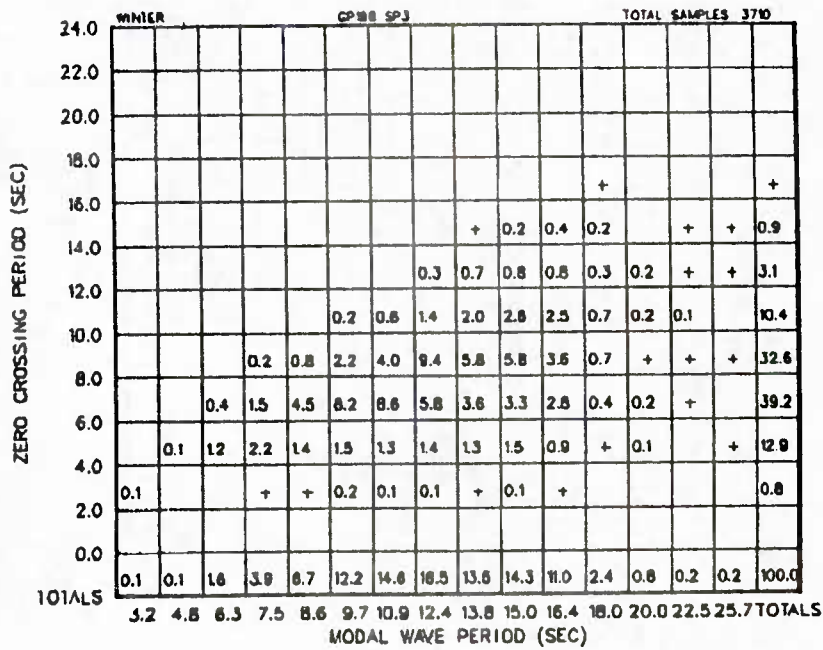 WINTER SP3 TOTAL SAMPLES 3710
24.0
22.0
20.0
18.0
+ +
16.0
+ 0.2 0.4 0.2 + + 0.9
14.0
0.3 0.7 0.8 0.8 0.3 0.2 + + 3.1
12.0
0.2 0.6 1.4 2.0 2.6 2.5 0.7 0.2 0.1 10.4
10.0
0.2 0.8 2.2 4.0 9.4 5.8 5.8 3.6 0.7 + + + 32.6
8.0
0.4 1.5 4.5 8.2 8.6 5.8 3.6 3.3 2.8 0.4 0.2 + 39.2
6.0
0.1 1.2 2.2 1.4 1.5 1.3 1.4 1.3 1.5 0.9 + 0.1 + 12.9
4.0
0.1 + + 0.2 0.1 0.1 + 0.1 + 0.8
2.0
0.0
0.1 0.1 1.6 3.9 6.7 12.2 14.6 18.5 13.5 14.3 11.0 2.4 0.8 0.2 0.2 100.0
TOTALS
3.2 4.8 6.3 7.5 8.6 9.7 10.9 12.4 13.8 15.0 16.4 18.0 20.0 22.5 25.7 TOTALS
MODAL WAVE PERIOD (SEC)
ZERO CROSSING PERIOD (SEC)